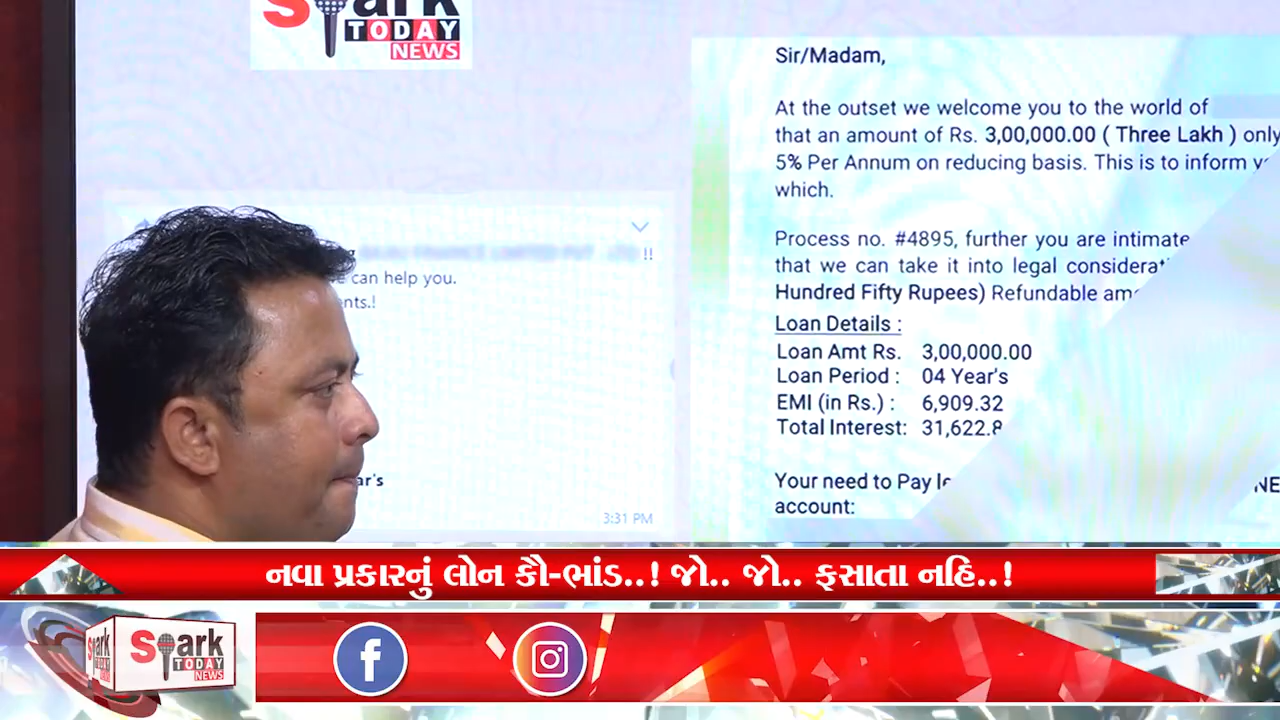 Spark
TODAY
NEWS
Sir/Madam,
At the outset we welcome you to the world of
that an amount of Rs. 3,00,000.00 ( Three Lakh ) only
5% Per Annum on reducing basis. This is to inform
which.
Process no. #4895, further you are intimate
that we can take it into legal
Hundred Fifty Rupees) Refundable
Loan Details :
Loan Amt Rs. 3,00,000.00
Loan Period : 04 Year's
EMI (in Rs.) : 6,909.32
Total Interest: 31,622.8
Your need to Pay
account:
!!
can help you.
3:31 PM
નવા પ્રકારનું લોન કૌ-ભાંડ..! જો.. જો.. ફસાતા નહિ..!
Spark
TODAY
NEWS